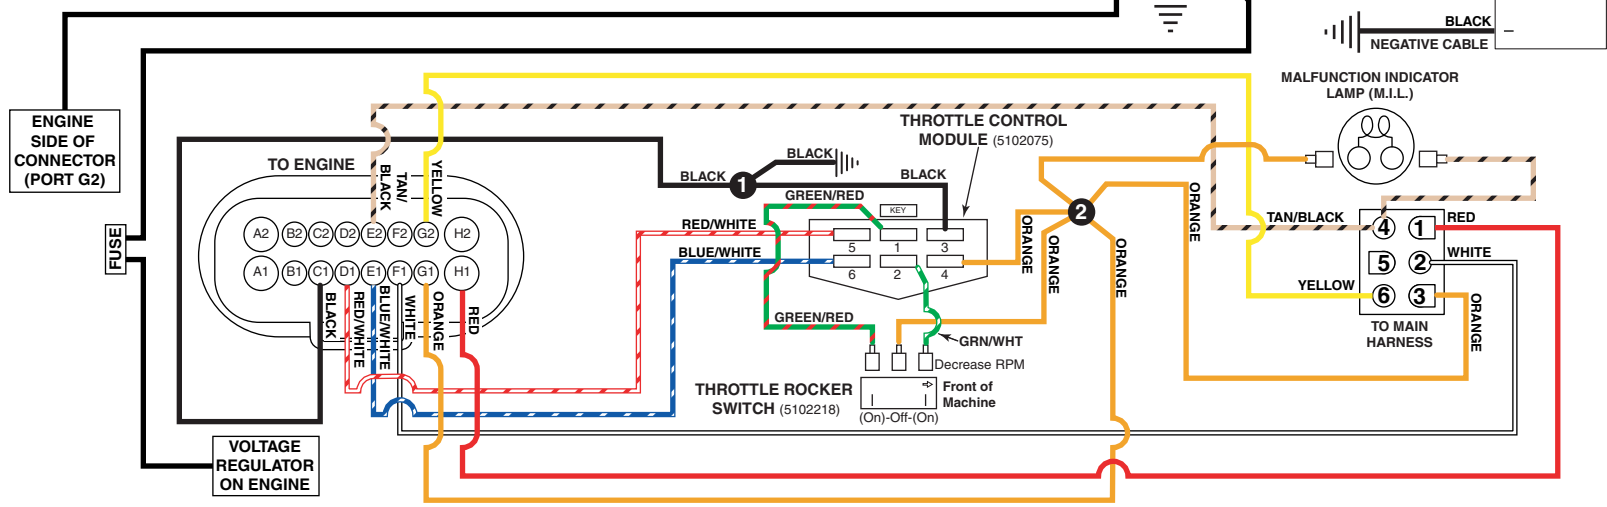 BLACK
NEGATIVE CABLE
−
MALFUNCTION INDICATOR
LAMP (M.I.L.)
ENGINE
SIDE OF
CONNECTOR
(PORT G2)
THROTTLE CONTROL
MODULE (5102075)
TO ENGINE
BLACK
BLACK
1
BLACK
GREEN/RED
KEY
2
TAN/
BLACK
YELLOW
RED/WHITE
BLUE/WHITE
5
1
3
6
2
4
A2
B2
C2
D2
E2
F2
G2
H2
A1
B1
C1
D1
E1
F1
G1
H1
FUSE
BLACK
RED/WHITE
BLUE/WHITE
WHITE
ORANGE
RED
ORANGE
ORANGE
ORANGE
ORANGE
TAN/BLACK
RED
4
1
WHITE
5
2
YELLOW
6
3
ORANGE
TO MAIN
HARNESS
GREEN/RED
GRN/WHT
Decrease RPM
THROTTLE ROCKER
SWITCH (5102218)
Front of
Machine
(On)-Off-(On)
VOLTAGE
REGULATOR
ON ENGINE